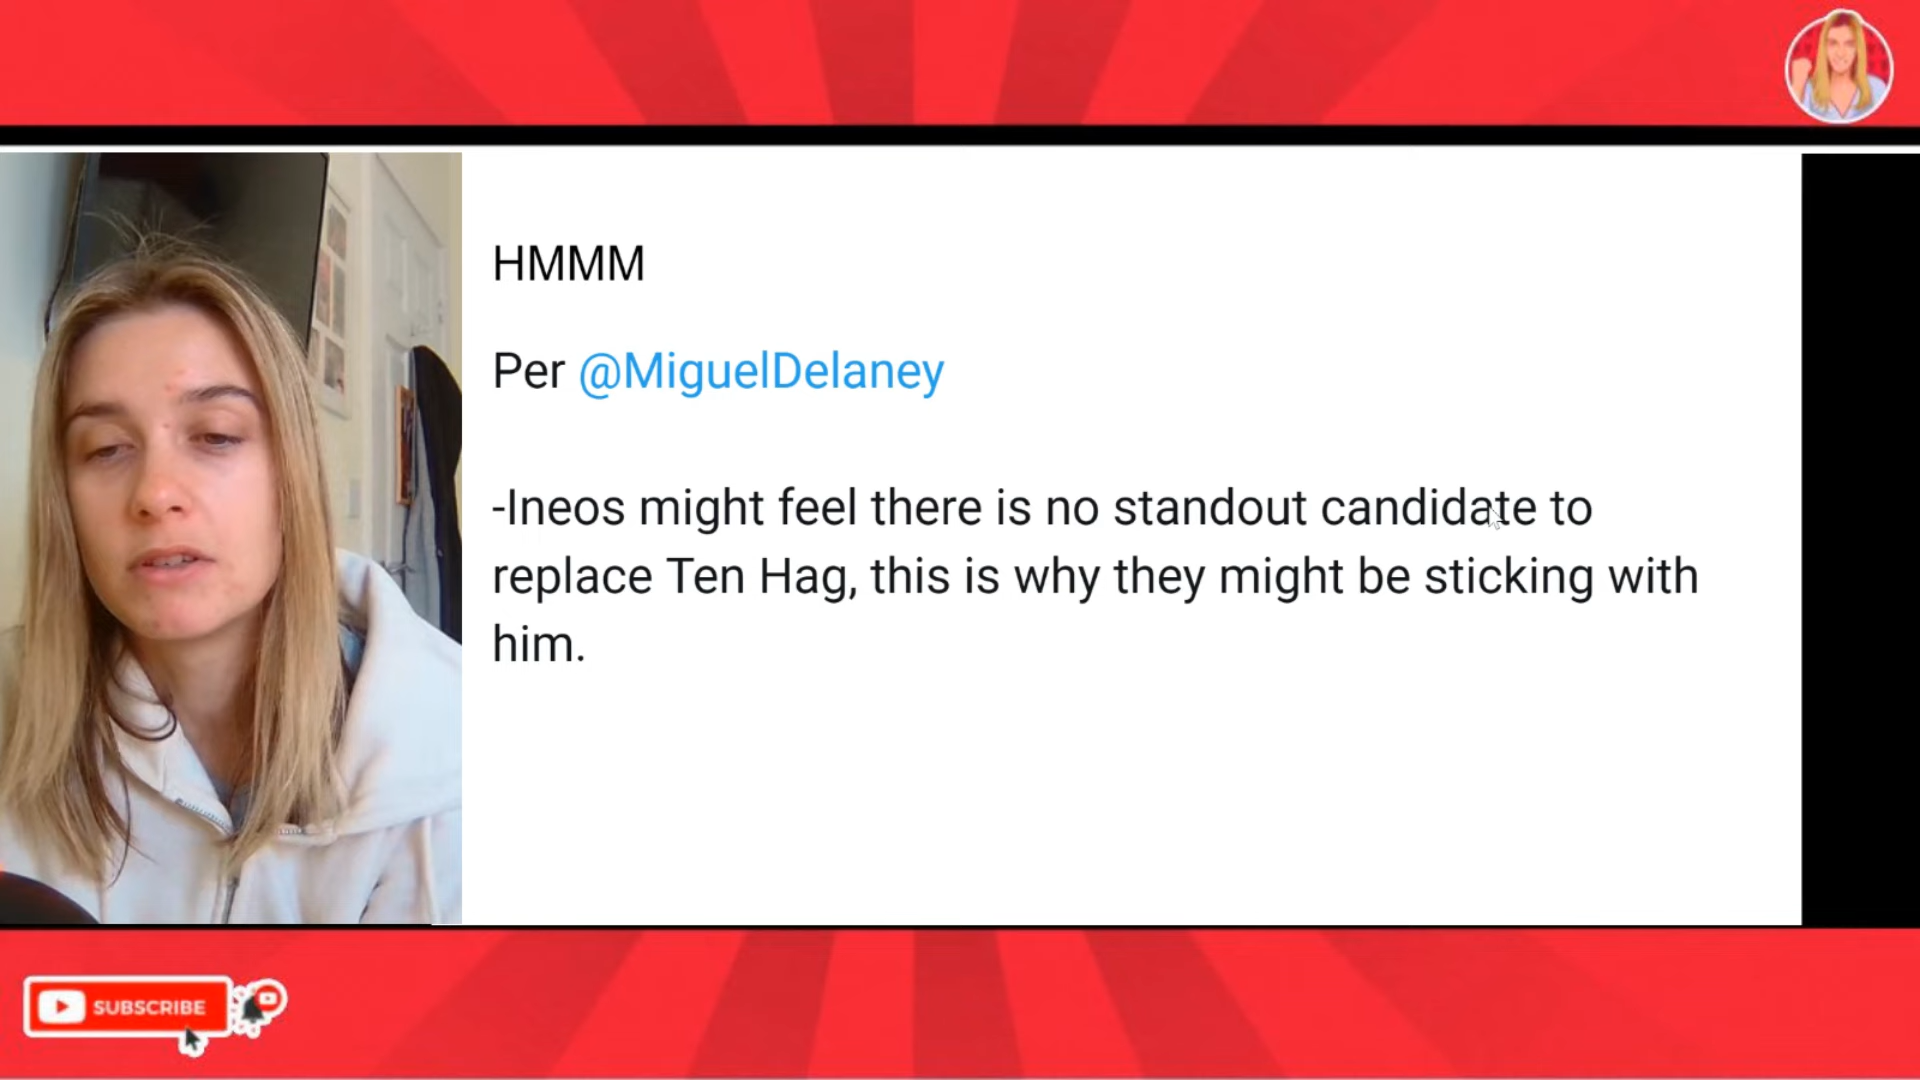 HMMM
Per @MiguelDelaney
-Ineos might feel there is no standout candidate to
replace Ten Hag, this is why they might be sticking with
him.
SUBSCRIBE